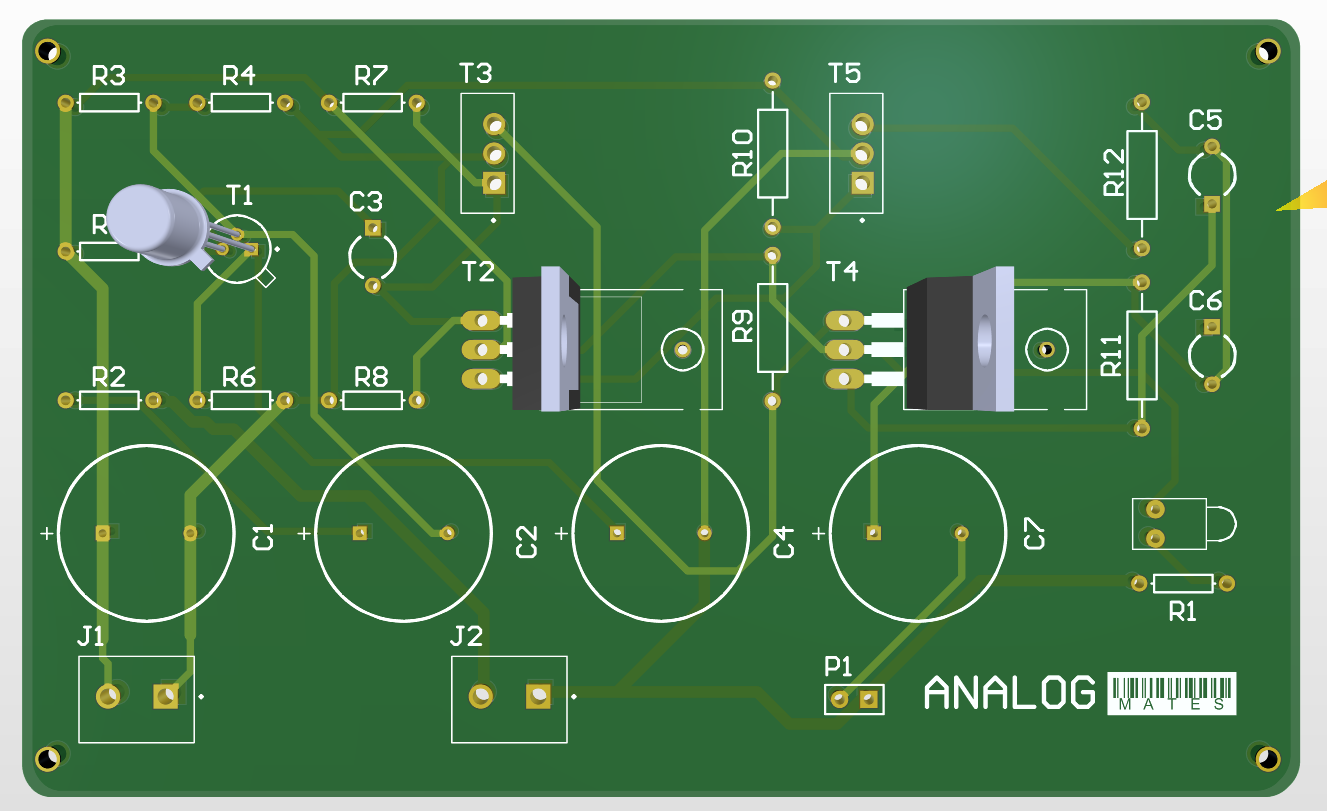 R3
R4
R7
T3
T5
R10
R12
C5
R
T1
C3
T2
T4
R9
R11
C6
R2
R6
R8
+
C1
+
C2
+
C4
+
C7
R1
J1
J2
P1
ANALOG
MATES